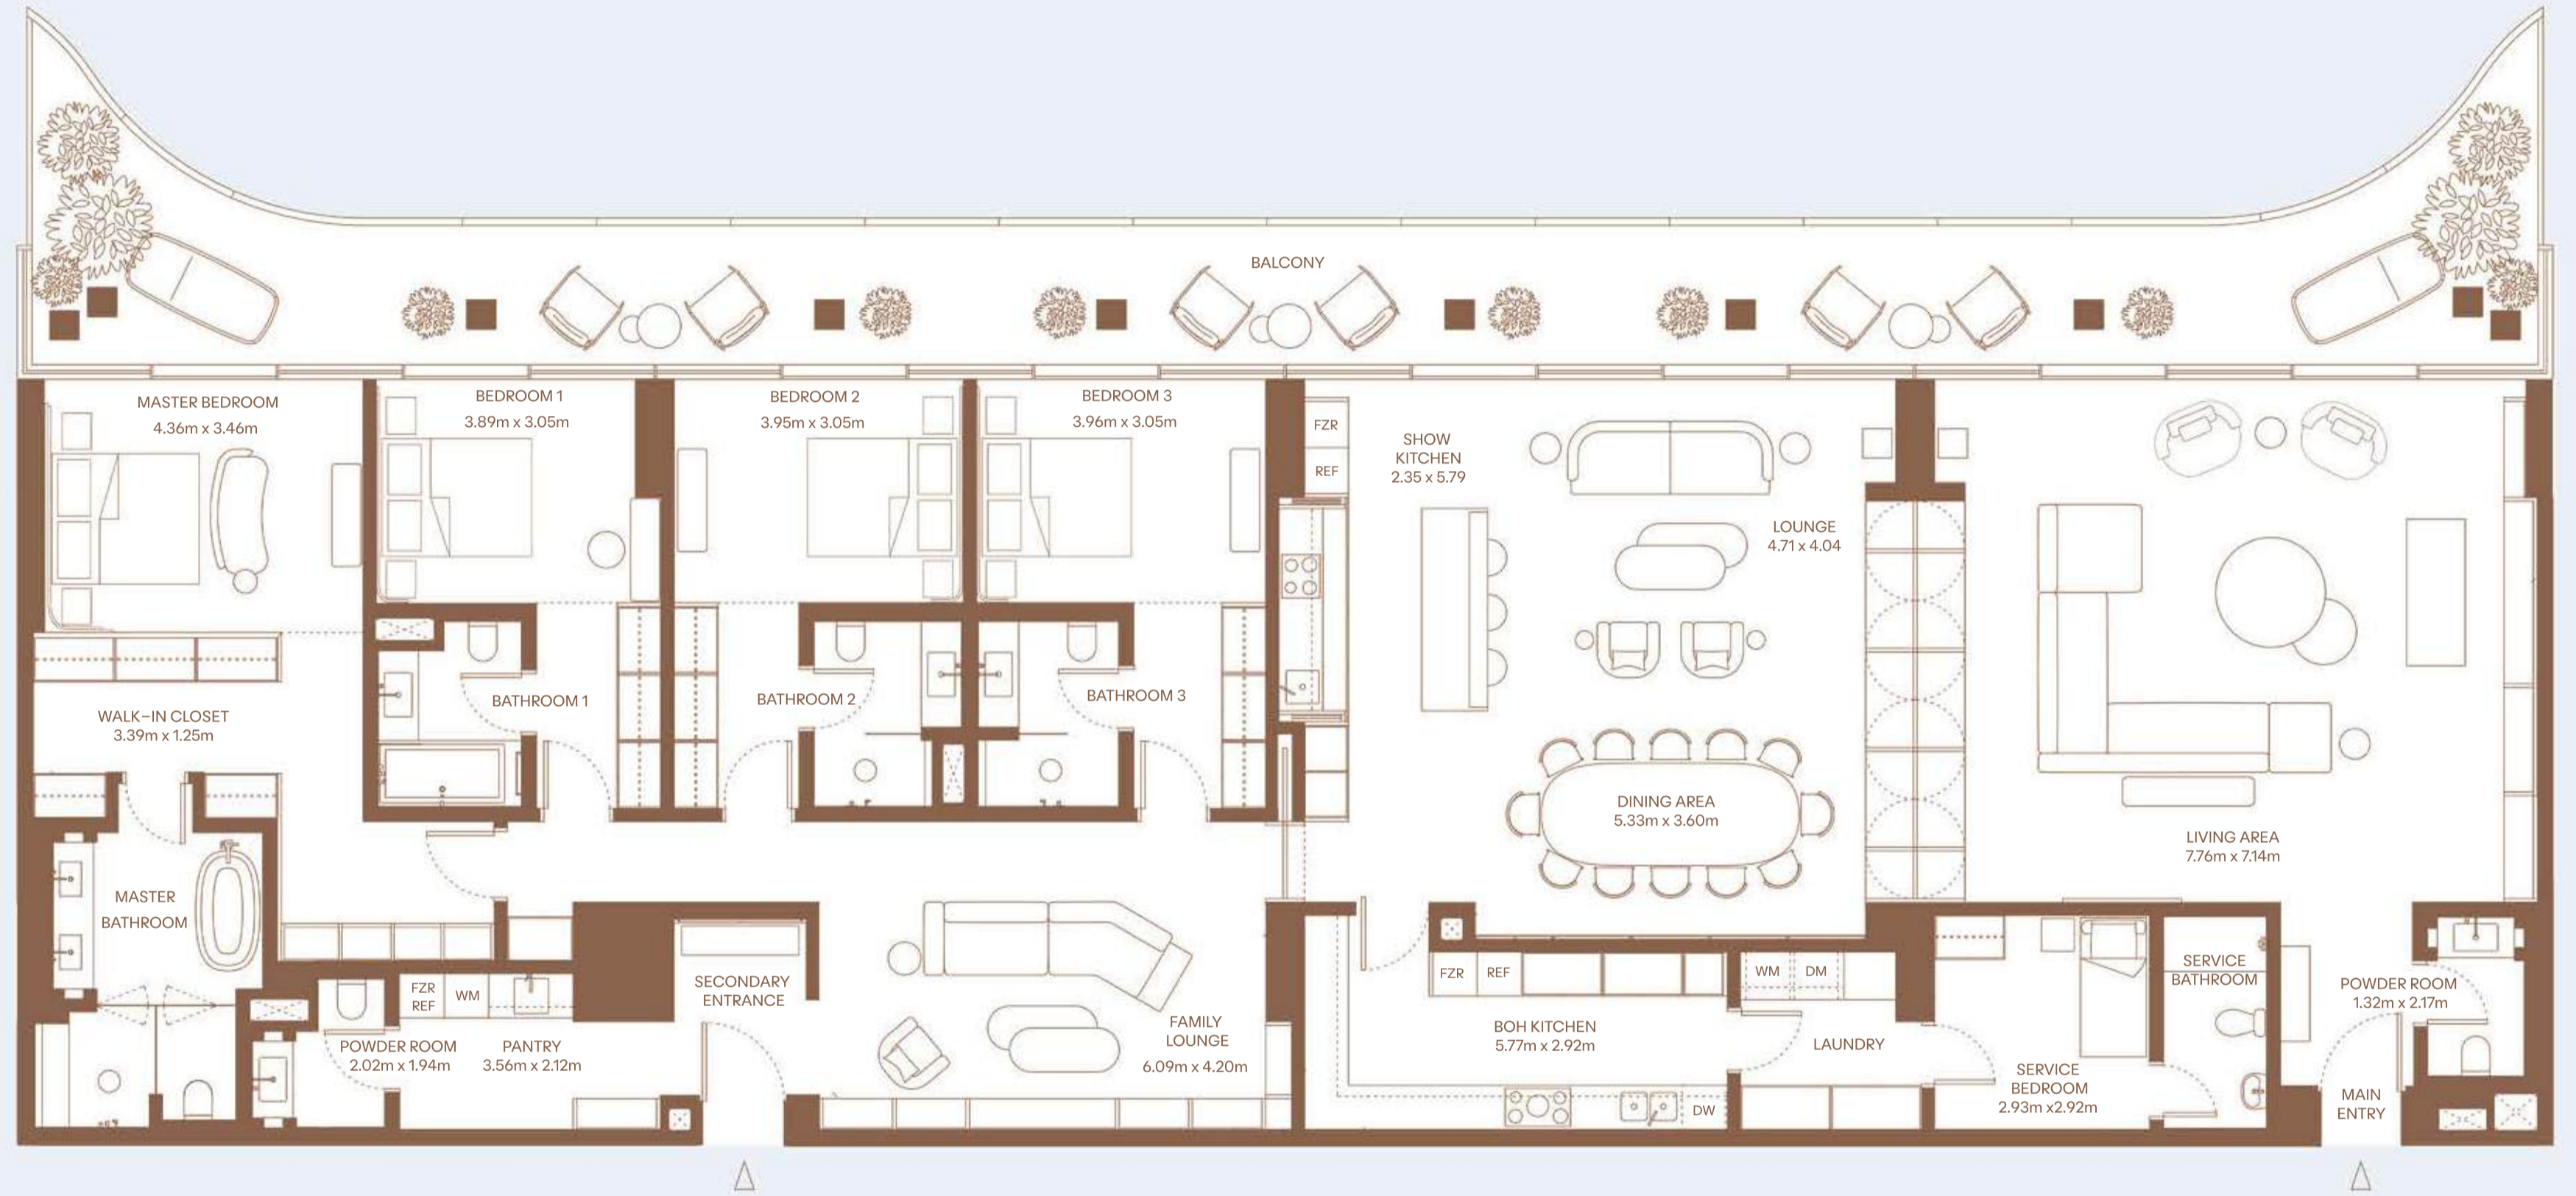 BALCONY
MASTER BEDROOM
4.36m x 3.46m
BEDROOM 1
3.89m x 3.05m
BEDROOM 2
3.95m x 3.05m
BEDROOM 3
3.96m x 3.05m
FZR
REF
SHOW
KITCHEN
2.35 x 5.79
LOUNGE
4.71 x 4.04
WALK-IN CLOSET
3.39m x 1.25m
BATHROOM 1
BATHROOM 2
BATHROOM 3
DINING AREA
5.33m x 3.60m
LIVING AREA
7.76m x 7.14m
MASTER
BATHROOM
FZR
REF
WM
SECONDARY
ENTRANCE
POWDER ROOM
2.02m x 1.94m
PANTRY
3.56m x 2.12m
FAMILY
LOUNGE
6.09m x 4.20m
FZR
REF
WM
DM
BOH KITCHEN
5.77m x 2.92m
DW
LAUNDRY
SERVICE
BEDROOM
2.93m x2.92m
SERVICE
BATHROOM
POWDER ROOM
1.32m x 2.17m
MAIN
ENTRY